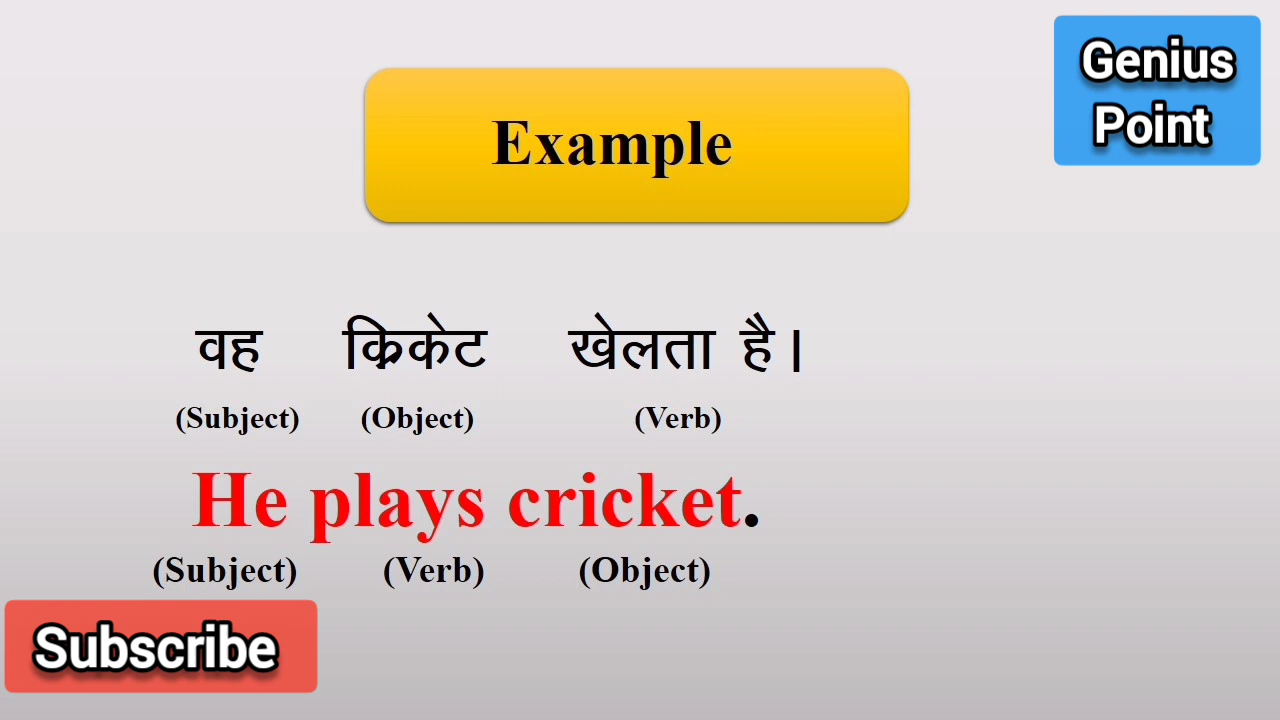 Genius
Point
Example
वह क्रिकेट खेलता है।
(Subject) (Object) (Verb)
He plays cricket.
(Subject) (Verb) (Object)
Subscribe